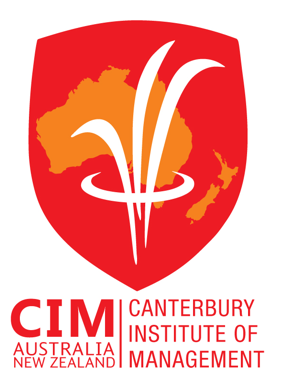 CIM
AUSTRALIA
NEW ZEALAND
CANTERBURY
INSTITUTE OF
MANAGEMENT